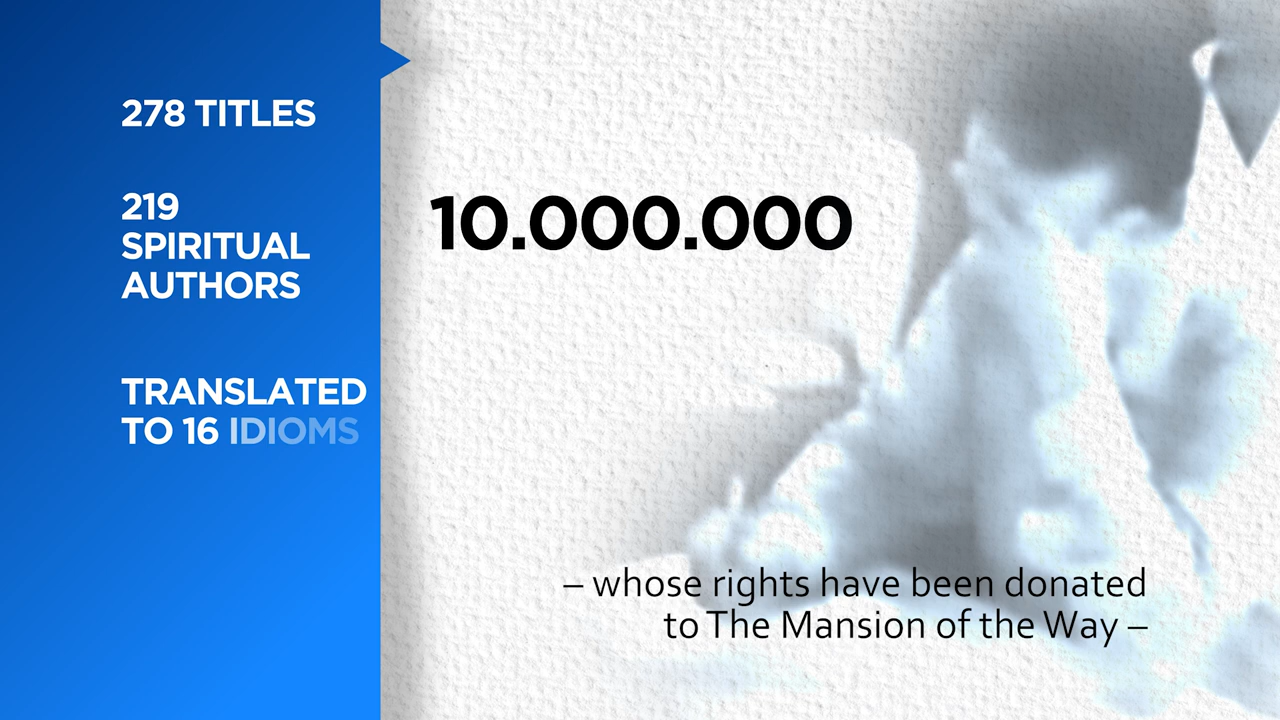 278 TITLES
219
SPIRITUAL
AUTHORS
TRANSLATED
TO 16 IDIOMS
10.000.000
– whose rights have been donated
to The Mansion of the Way –